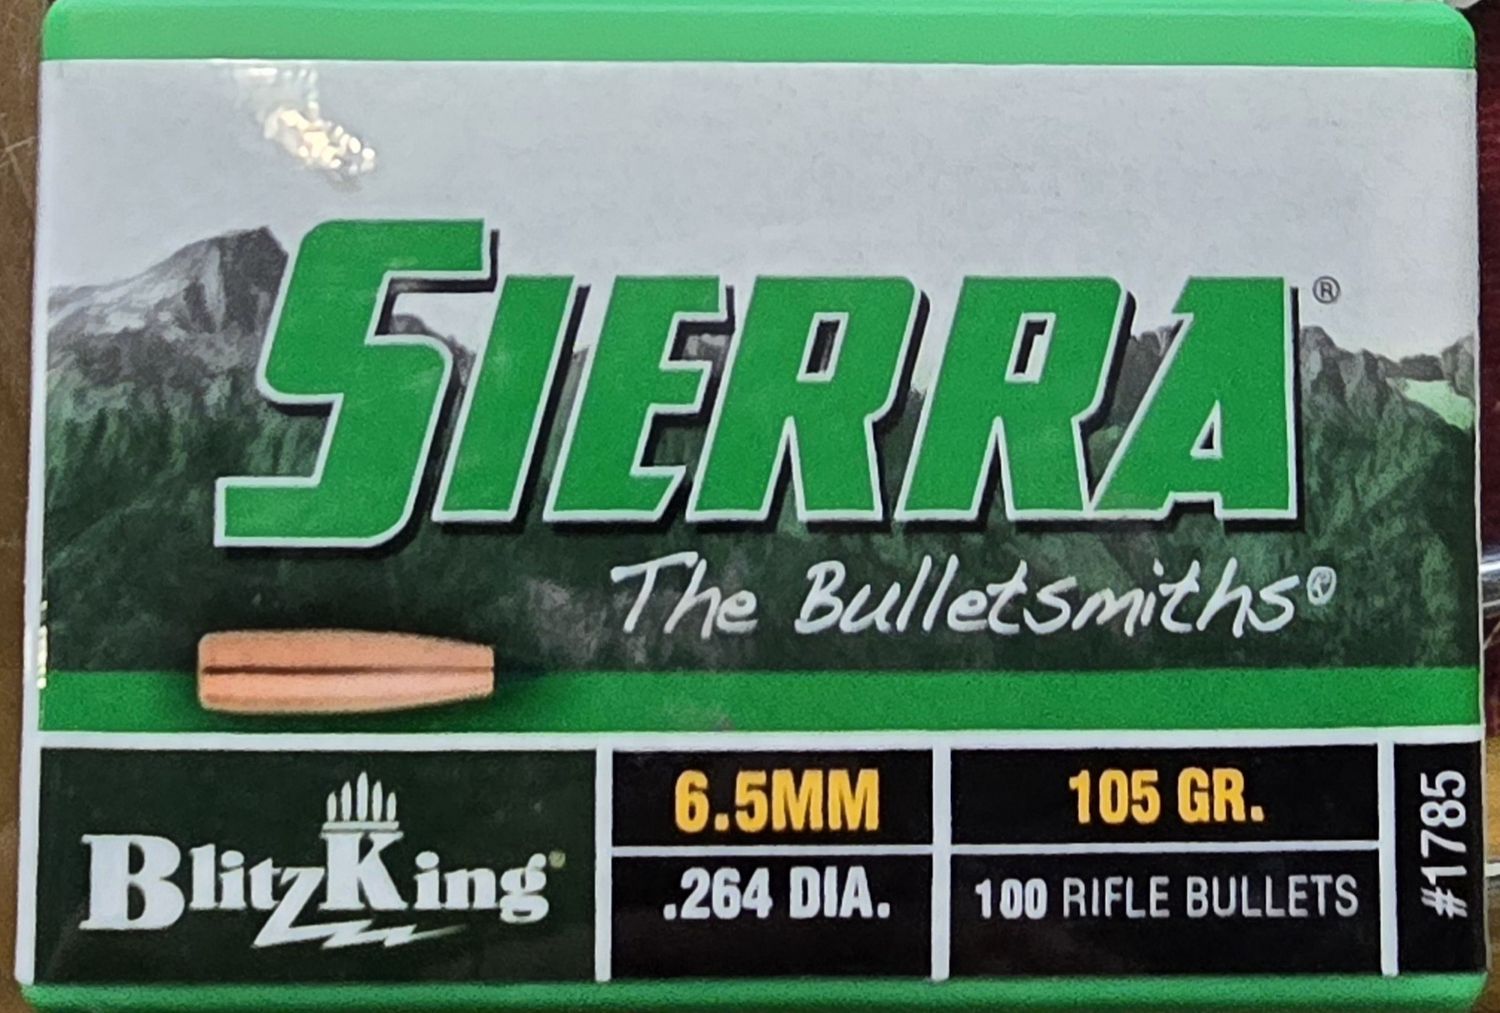 SIERRA®
The Bulletsmiths®
BlitzKing®
6.5MM
.264 DIA.
105 GR.
100 RIFLE BULLETS
#1785